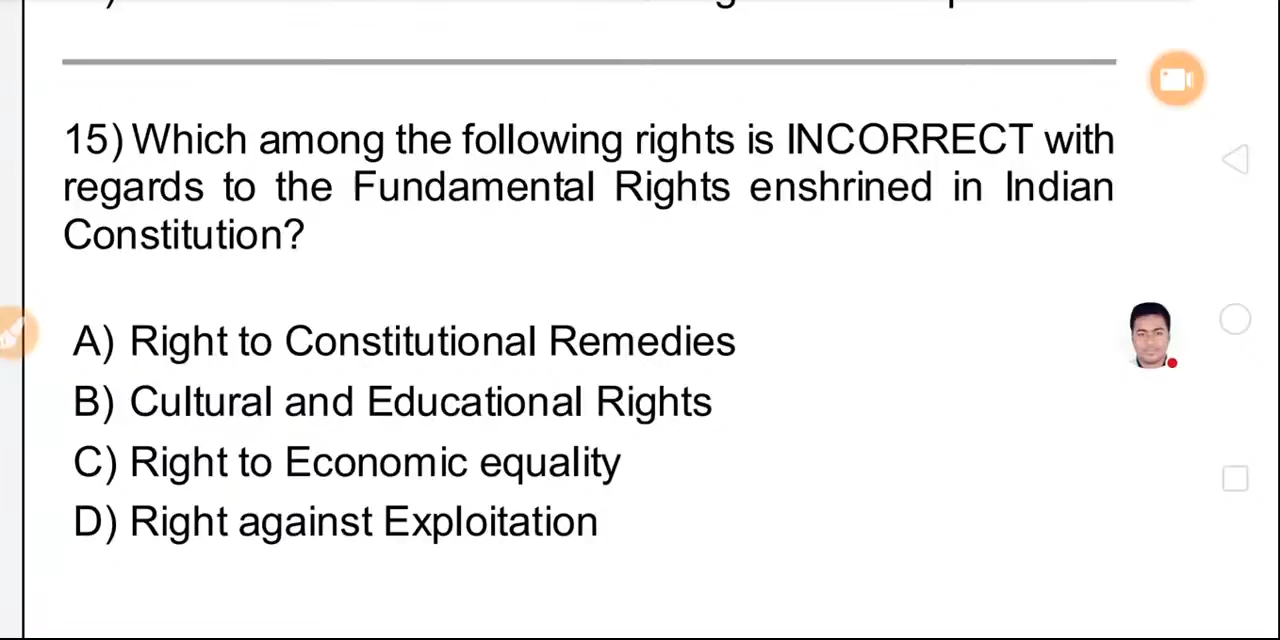 15) Which among the following rights is INCORRECT with
regards to the Fundamental Rights enshrined in Indian
Constitution?
A) Right to Constitutional Remedies
B) Cultural and Educational Rights
C) Right to Economic equality
D) Right against Exploitation